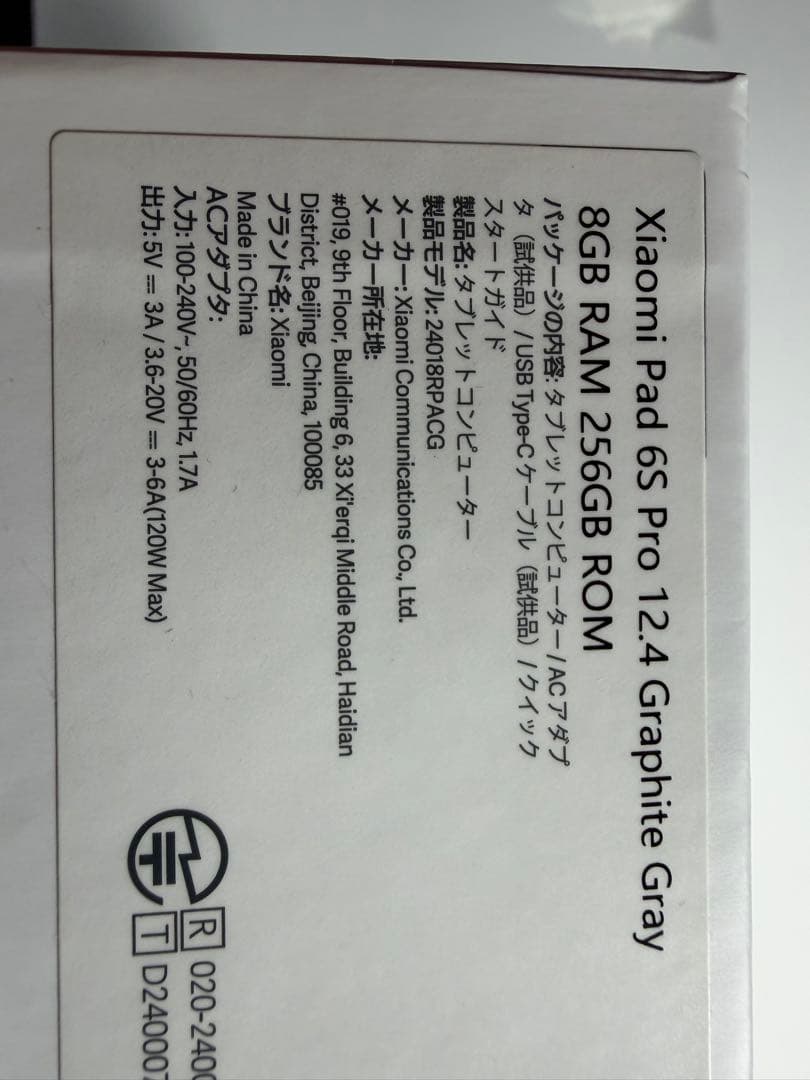 Xiaomi Pad 6S Pro 12.4 Graphite Gray
8GB RAM 256GB ROM
パッケージの内容: タブレットコンピューター / AC アダプ
タ（試供品）/ USB Type-C ケーブル（試供品）/ クイック
スタートガイド
製品名: タブレットコンピューター
製品モデル: 24018RPACG
メーカー: Xiaomi Communications Co., Ltd.
メーカー所在地:
#019, 9th Floor, Building 6, 33 Xi'erqi Middle Road, Haidian
District, Beijing, China, 100085
ブランド名: Xiaomi
Made in China
ACアダプタ:
入力: 100-240V~, 50/60Hz, 1.7A
出力: 5V ⎓ 3A / 3.6-20V ⎓ 3-6A(120W Max)
R 020-2400
T D240007